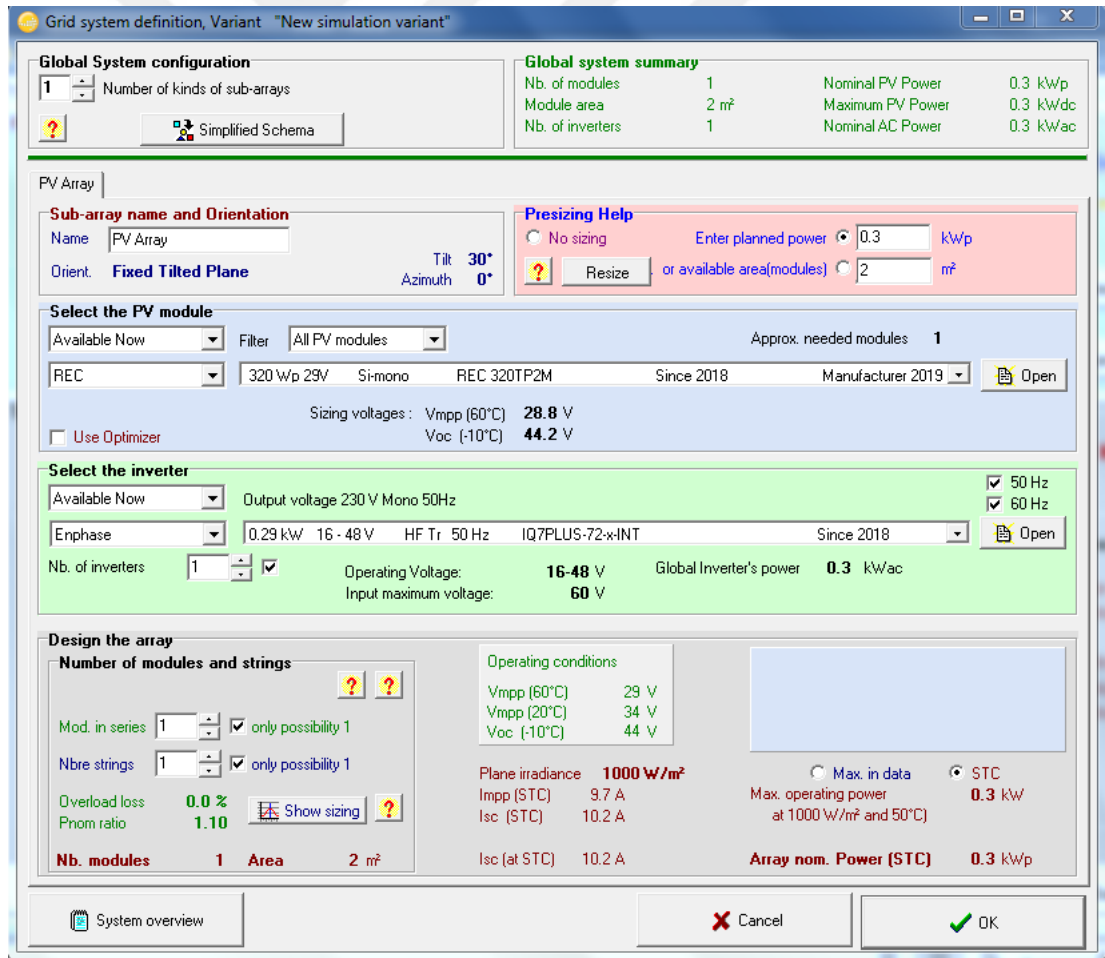 Grid system definition, Variant "New simulation variant"
Global System configuration
1 Number of kinds of sub-arrays
? Simplified Schema
Global system summary
Nb. of modules 1 Nominal PV Power 0.3 kWp
Module area 2 m² Maximum PV Power 0.3 kWdc
Nb. of inverters 1 Nominal AC Power 0.3 kWac
PV Array
Sub-array name and Orientation
Name PV Array
Orient. Fixed Tilted Plane
Tilt 30°
Azimuth 0°
Presizing Help
No sizing Enter planned power 0.3 kWp
? Resize ... or available area(modules) 2 m²
Select the PV module
Available Now Filter All PV modules Approx. needed modules 1
REC 320 Wp 29V Si-mono REC 320TP2M Since 2018 Manufacturer 2019 Open
Sizing voltages : Vmpp (60°C) 28.8 V
Use Optimizer Voc (-10°C) 44.2 V
Select the inverter
Available Now Output voltage 230 V Mono 50Hz
50 Hz
60 Hz
Enphase 0.29 kW 16 - 48 V HF Tr 50 Hz IQ7PLUS-72-x-INT Since 2018 Open
Nb. of inverters 1 Operating Voltage: 16-48 V Global Inverter's power 0.3 kWac
Input maximum voltage: 60 V
Design the array
Number of modules and strings
? ?
Mod. in series 1 only possibility 1
Nbre strings 1 only possibility 1
Overload loss 0.0 %
Pnom ratio 1.10
Show sizing ?
Nb. modules 1 Area 2 m²
Operating conditions
Vmpp (60°C) 29 V
Vmpp (20°C) 34 V
Voc (-10°C) 44 V
Plane irradiance 1000 W/m²
Impp (STC) 9.7 A
Isc (STC) 10.2 A
Isc (at STC) 10.2 A
Max. in data STC
Max. operating power 0.3 kW
at 1000 W/m² and 50°C)
Array nom. Power (STC) 0.3 kWp
System overview Cancel OK